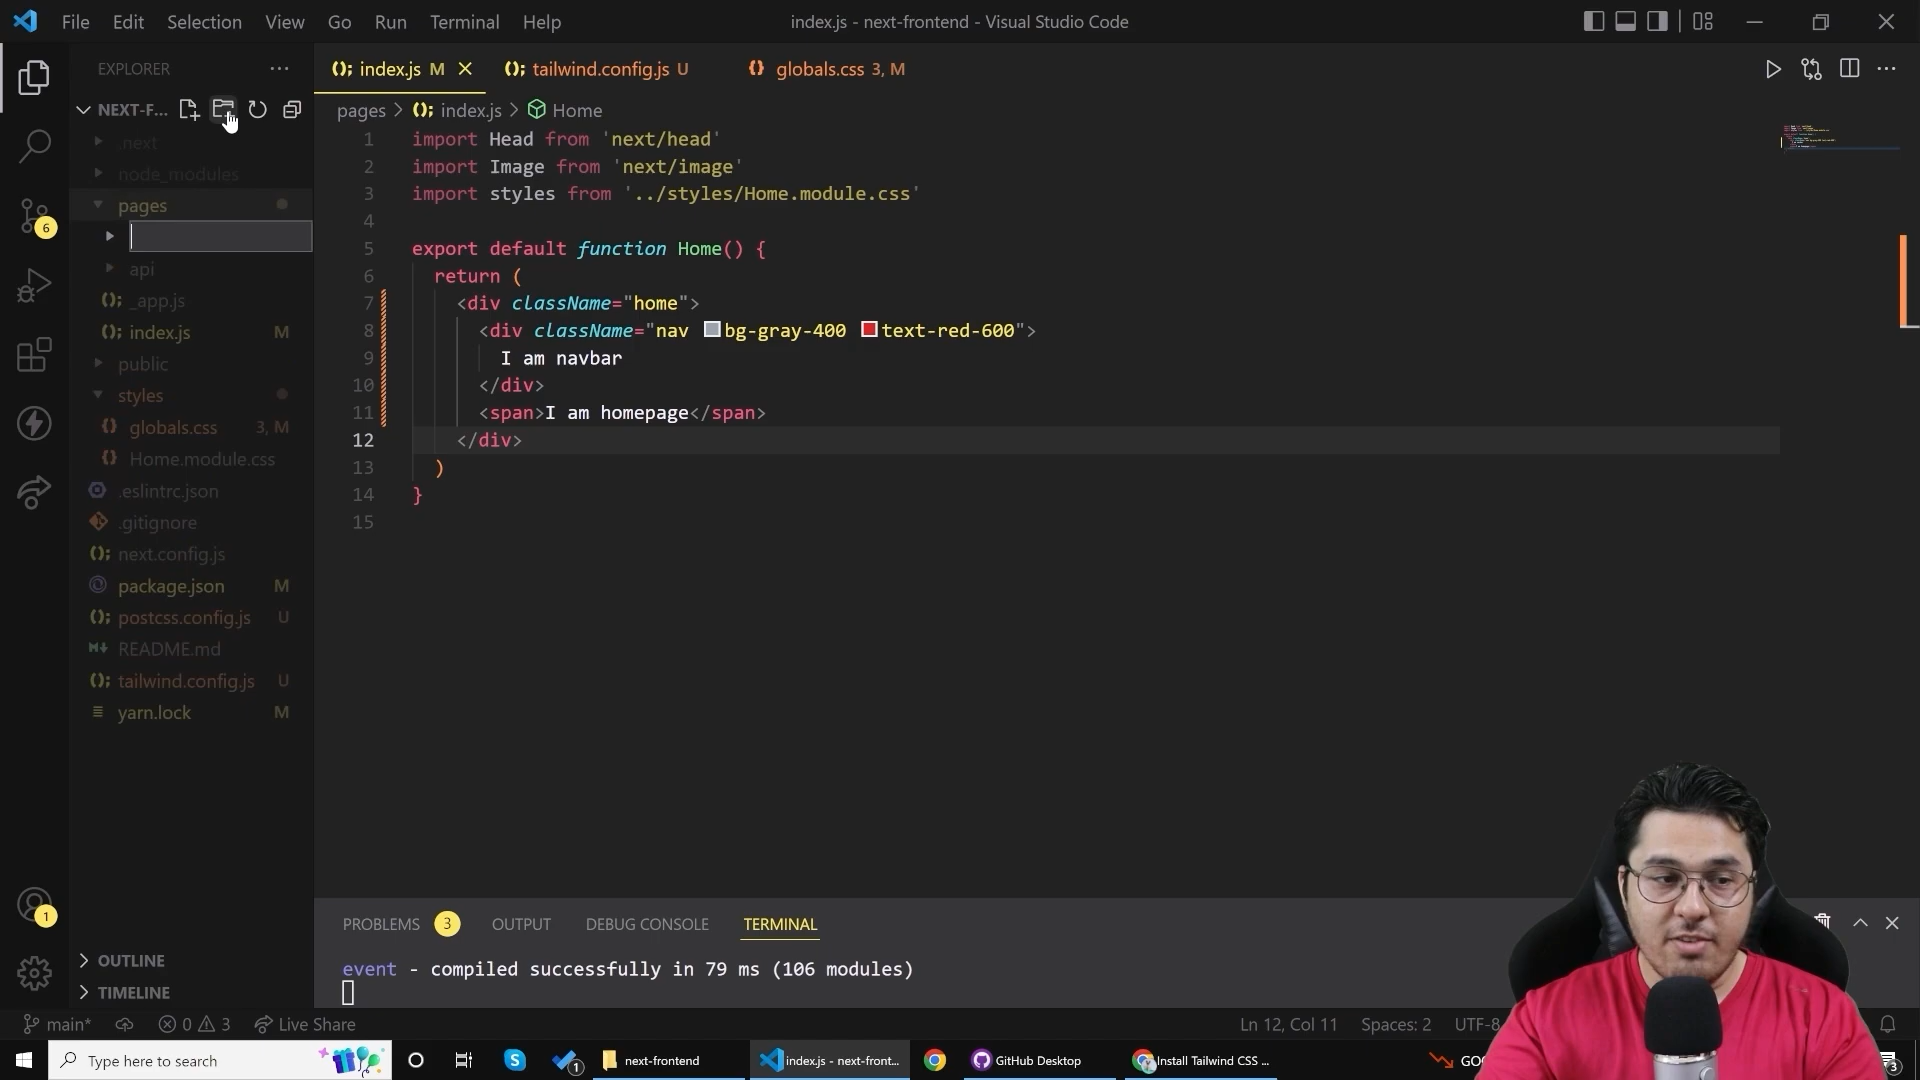 File Edit Selection View Go Run Terminal Help
index.js - next-frontend - Visual Studio Code
EXPLORER
NEXT-F...
.next
node_modules
pages
api
_app.js
index.js M
public
styles
globals.css 3, M
Home.module.css
.eslintrc.json
.gitignore
next.config.js
package.json M
postcss.config.js U
README.md
tailwind.config.js U
yarn.lock M
OUTLINE
TIMELINE
6
1
index.js M
tailwind.config.js U
globals.css 3, M
pages > index.js > Home
1 import Head from 'next/head'
2 import Image from 'next/image'
3 import styles from '../styles/Home.module.css'
4
5 export default function Home() {
6 return (
7 <div className="home">
8 <div className="nav bg-gray-400 text-red-600">
9 I am navbar
10 </div>
11 <span>I am homepage</span>
12 </div>
13 )
14 }
15
PROBLEMS 3 OUTPUT DEBUG CONSOLE TERMINAL
event - compiled successfully in 79 ms (106 modules)
main* 0 3 Live Share
Ln 12, Col 11 Spaces: 2 UTF-8
Type here to search
1
next-frontend
index.js - next-front...
GitHub Desktop
Install Tailwind CSS ...
3